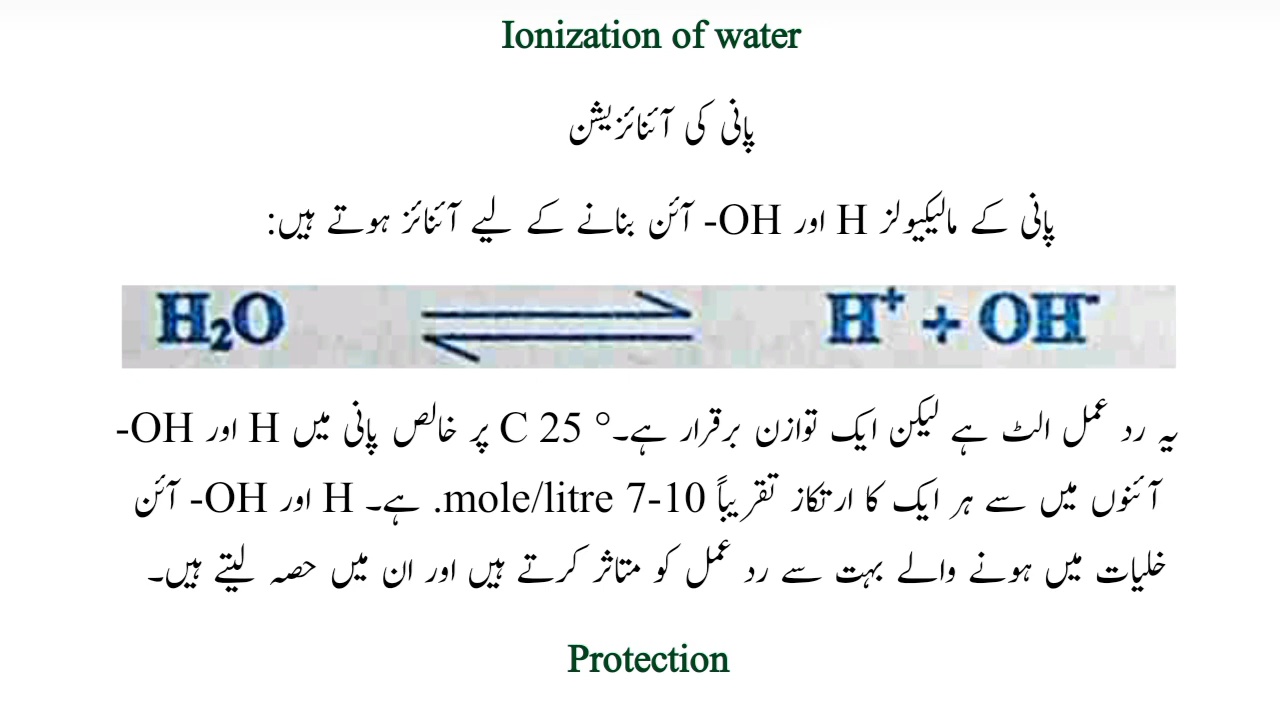 Ionization of water
پانی کی آئنائزیشن
پانی کے مالیکیولز H اور OH- آئن بنانے کے لیے آئنائز ہوتے ہیں:
H₂O ⇌ H⁺ + OH⁻
یہ رد عمل الٹ ہے لیکن ایک توازن برقرار ہے۔° 25 C پر خالص پانی میں H اور OH-
آئنوں میں سے ہر ایک کا ارتکاز تقریباً 10-7 mole/litre. ہے۔ H اور OH- آئن
خلیات میں ہونے والے بہت سے رد عمل کو متاثر کرتے ہیں اور ان میں حصہ لیتے ہیں۔
Protection